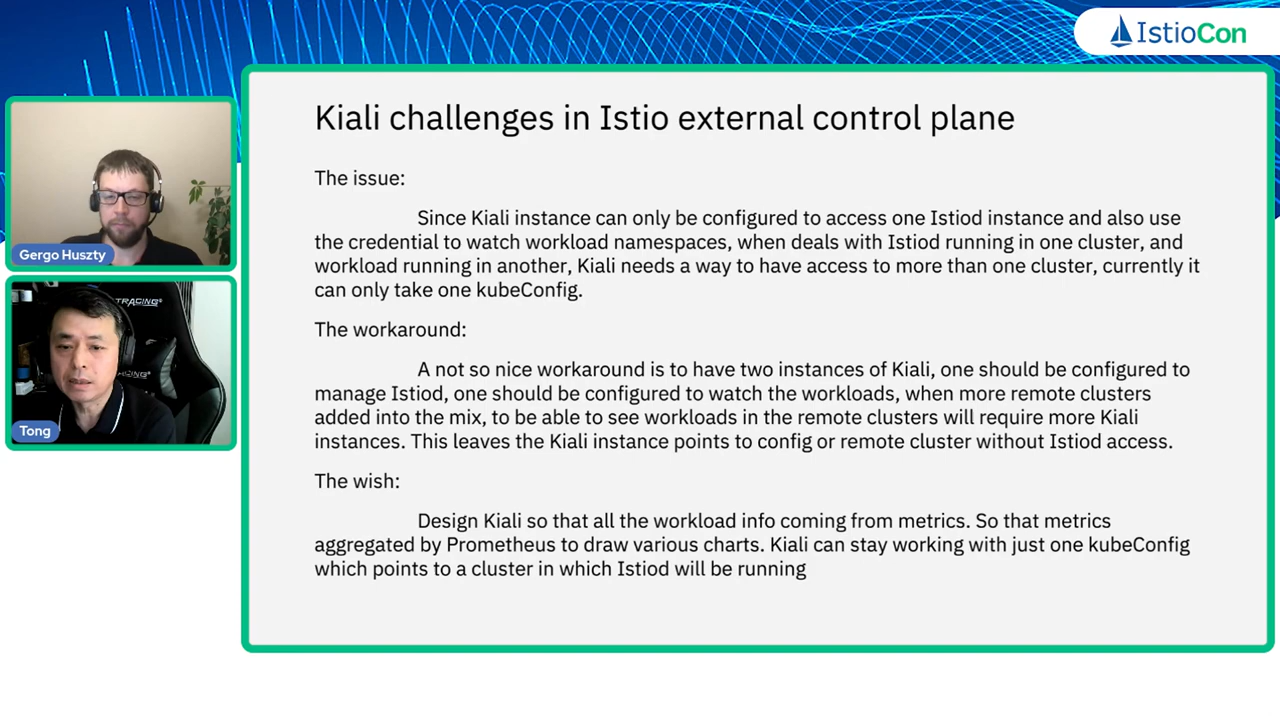 IstioCon
Kiali challenges in Istio external control plane
The issue:
Since Kiali instance can only be configured to access one Istiod instance and also use
the credential to watch workload namespaces, when deals with Istiod running in one cluster, and
workload running in another, Kiali needs a way to have access to more than one cluster, currently it
can only take one kubeConfig.
The workaround:
A not so nice workaround is to have two instances of Kiali, one should be configured to
manage Istiod, one should be configured to watch the workloads, when more remote clusters
added into the mix, to be able to see workloads in the remote clusters will require more Kiali
instances. This leaves the Kiali instance points to config or remote cluster without Istiod access.
The wish:
Design Kiali so that all the workload info coming from metrics. So that metrics
aggregated by Prometheus to draw various charts. Kiali can stay working with just one kubeConfig
which points to a cluster in which Istiod will be running
Gergo Huszty
Tong